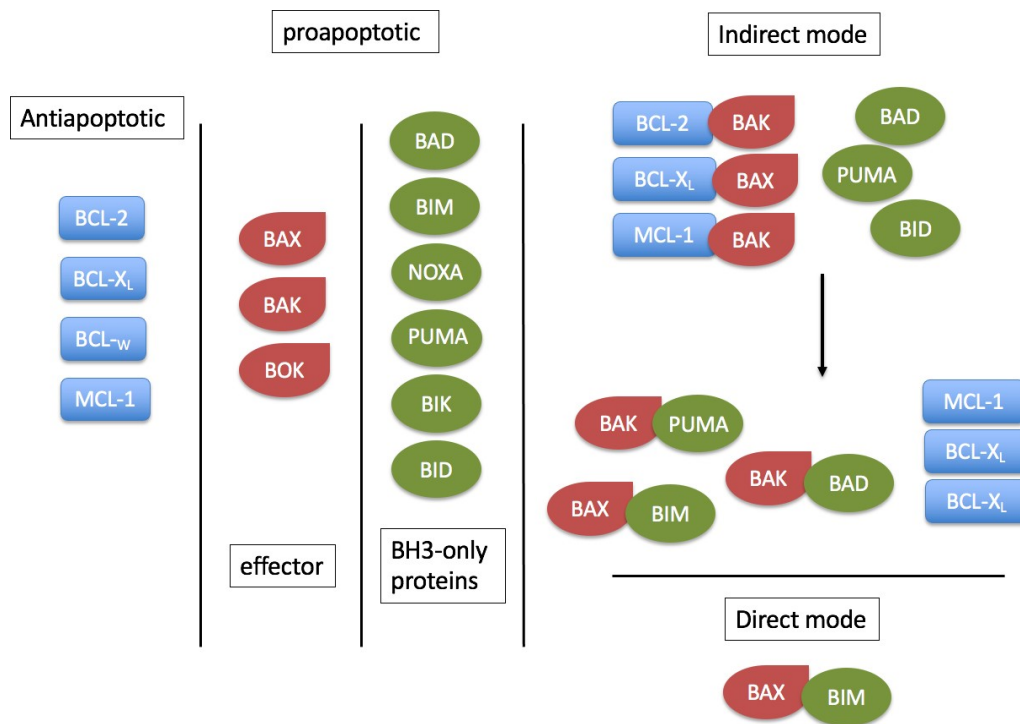 proapoptotic
Indirect mode
Antiapoptotic
BCL-2
BCL-XL
BCL-W
MCL-1
BAX
BAK
BOK
effector
BAD
BIM
NOXA
PUMA
BIK
BID
BH3-only
proteins
BCL-2 BAK
BCL-XL BAX
MCL-1 BAK
BAD
PUMA
BID
BAK PUMA
BAK BAD
BAX BIM
MCL-1
BCL-XL
BCL-XL
Direct mode
BAX BIM